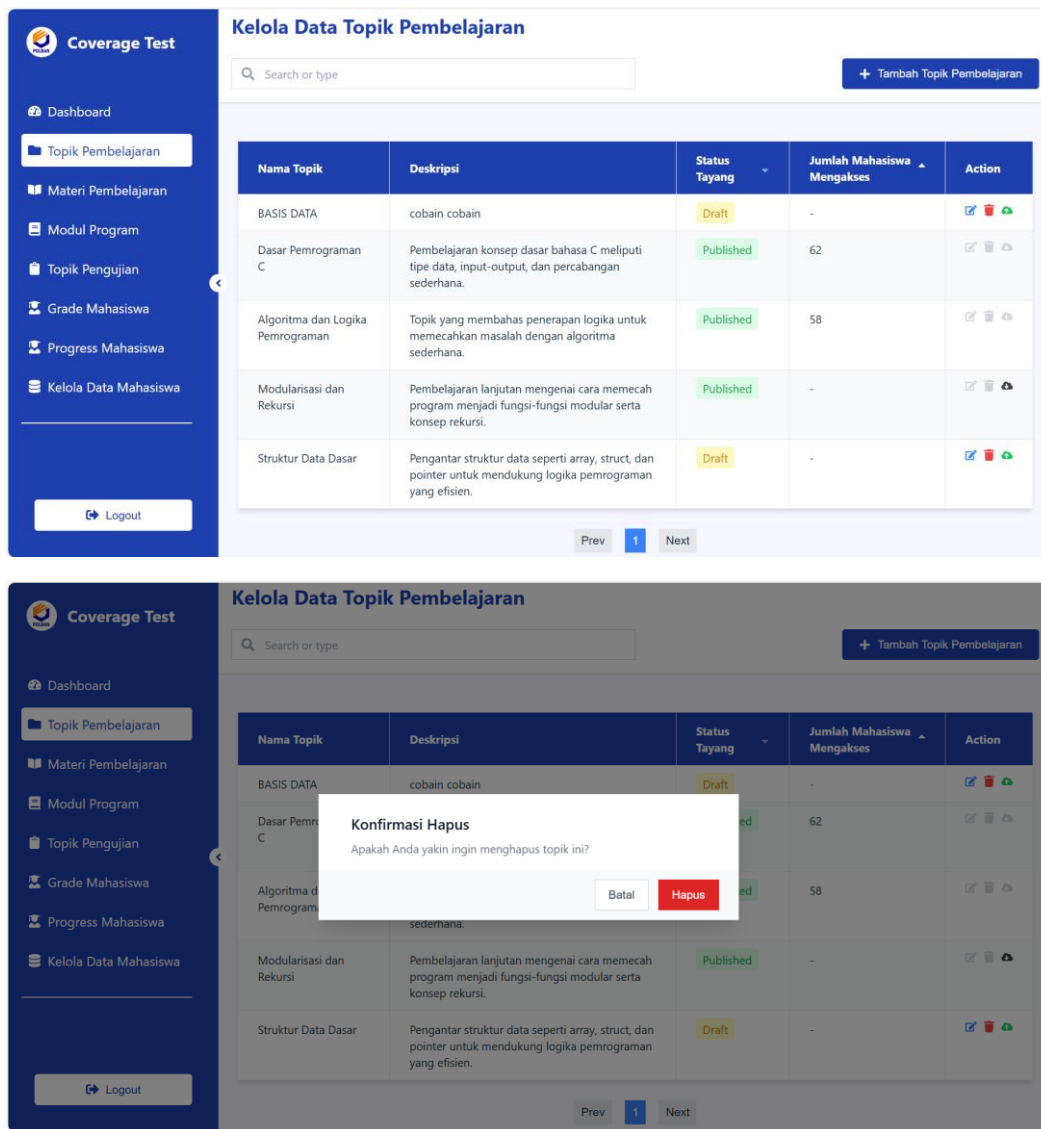 Coverage Test
Dashboard
Topik Pembelajaran
Materi Pembelajaran
Modul Program
Topik Pengujian
Grade Mahasiswa
Progress Mahasiswa
Kelola Data Mahasiswa
Logout
Kelola Data Topik Pembelajaran
Search or type
+ Tambah Topik Pembelajaran
Nama Topik Deskripsi Status Tayang Jumlah Mahasiswa Mengakses Action
BASIS DATA cobain cobain Draft -
Dasar Pemrograman C Pembelajaran konsep dasar bahasa C meliputi tipe data, input-output, dan percabangan sederhana. Published 62
Algoritma dan Logika Pemrograman Topik yang membahas penerapan logika untuk memecahkan masalah dengan algoritma sederhana. Published 58
Modularisasi dan Rekursi Pembelajaran lanjutan mengenai cara memecah program menjadi fungsi-fungsi modular serta konsep rekursi. Published -
Struktur Data Dasar Pengantar struktur data seperti array, struct, dan pointer untuk mendukung logika pemrograman yang efisien. Draft -
Prev 1 Next
Coverage Test
Dashboard
Topik Pembelajaran
Materi Pembelajaran
Modul Program
Topik Pengujian
Grade Mahasiswa
Progress Mahasiswa
Kelola Data Mahasiswa
Logout
Kelola Data Topik Pembelajaran
Search or type
+ Tambah Topik Pembelajaran
Nama Topik Deskripsi Status Tayang Jumlah Mahasiswa Mengakses Action
BASIS DATA cobain cobain Draft -
Dasar Pemro
C
ed 62
Konfirmasi Hapus
Apakah Anda yakin ingin menghapus topik ini?
Batal Hapus
Algoritma d
Pemrogram
sederhana.
ed 58
Modularisasi dan Rekursi Pembelajaran lanjutan mengenai cara memecah program menjadi fungsi-fungsi modular serta konsep rekursi. Published -
Struktur Data Dasar Pengantar struktur data seperti array, struct, dan pointer untuk mendukung logika pemrograman yang efisien. Draft -
Prev 1 Next